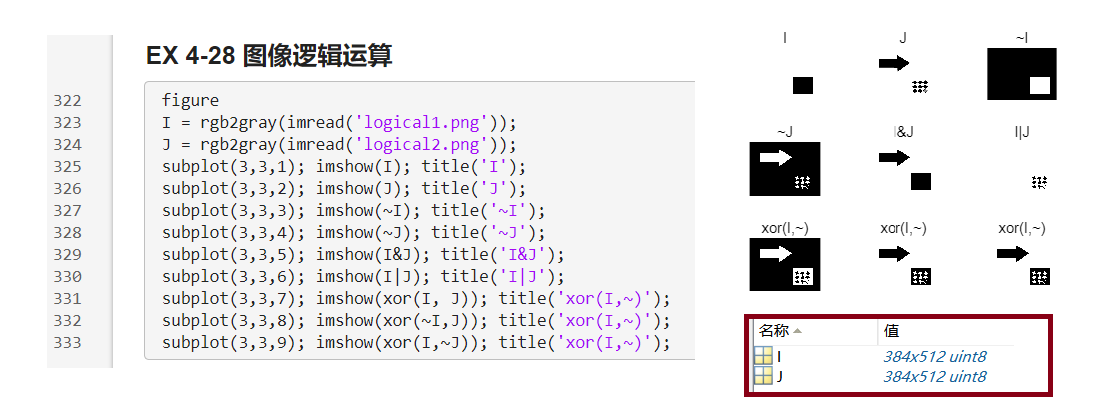 EX 4-28 图像逻辑运算
322 figure
323 I = rgb2gray(imread('logical1.png'));
324 J = rgb2gray(imread('logical2.png'));
325 subplot(3,3,1); imshow(I); title('I');
326 subplot(3,3,2); imshow(J); title('J');
327 subplot(3,3,3); imshow(~I); title('~I');
328 subplot(3,3,4); imshow(~J); title('~J');
329 subplot(3,3,5); imshow(I&J); title('I&J');
330 subplot(3,3,6); imshow(I|J); title('I|J');
331 subplot(3,3,7); imshow(xor(I, J)); title('xor(I,~)');
332 subplot(3,3,8); imshow(xor(~I,J)); title('xor(I,~)');
333 subplot(3,3,9); imshow(xor(I,~J)); title('xor(I,~)');
I J ~I
~J I&J I|J
xor(I,~) xor(I,~) xor(I,~)
名称 值
I 384x512 uint8
J 384x512 uint8